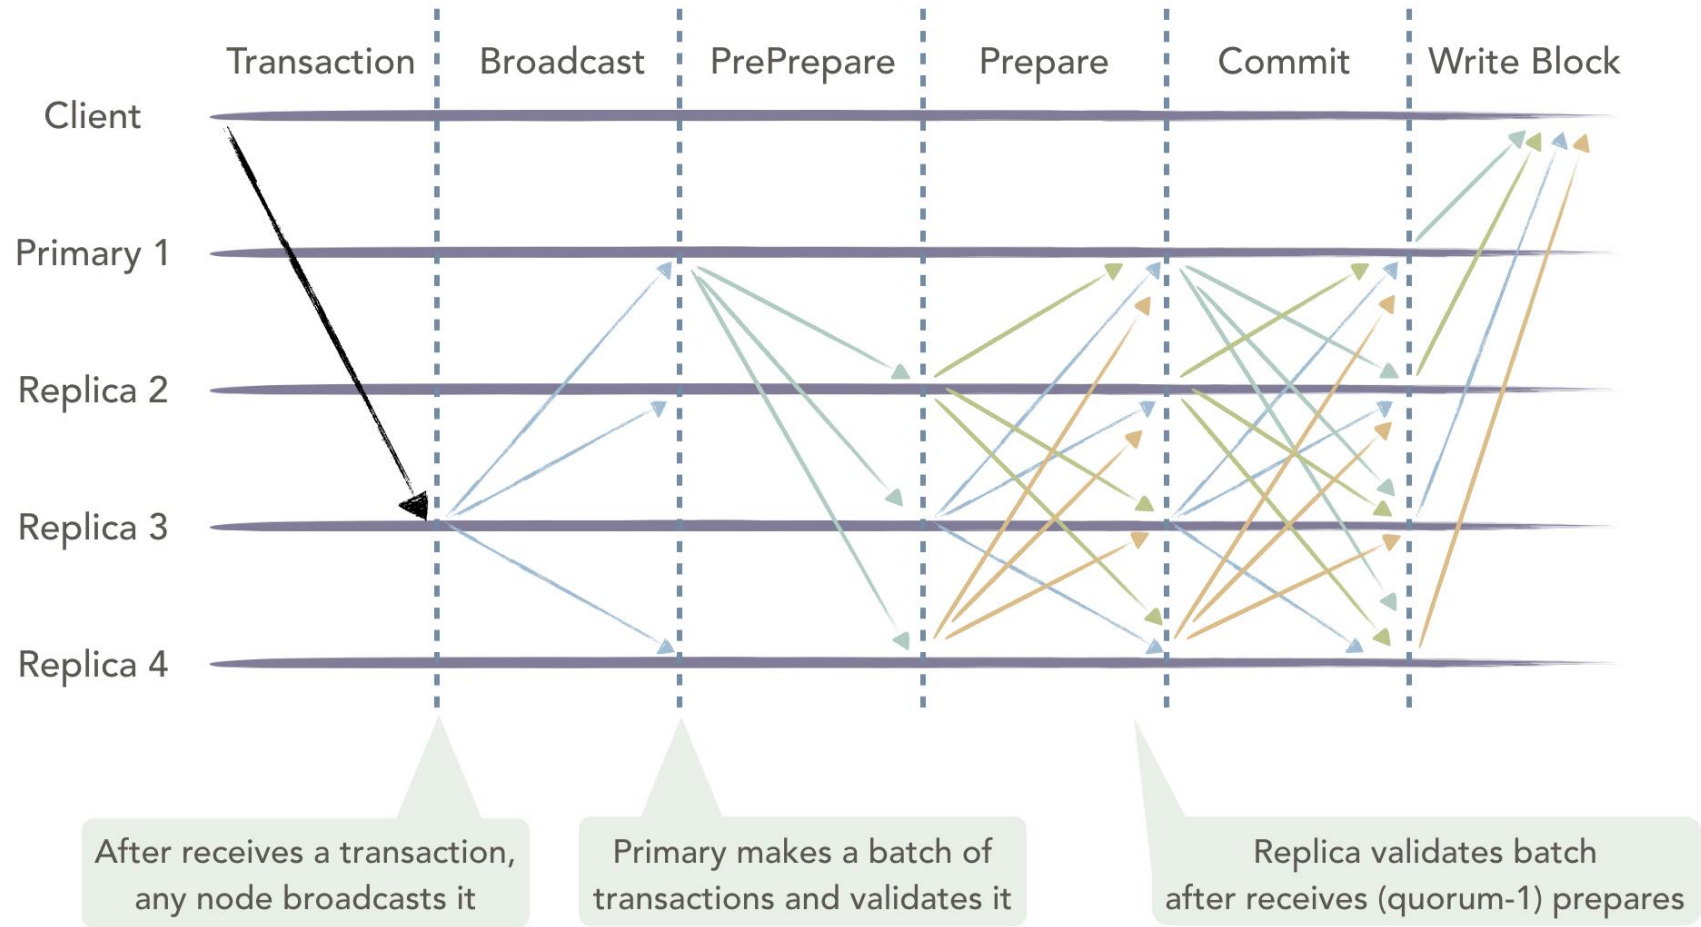 Transaction
Broadcast
PrePrepare
Prepare
Commit
Write Block
Client
Primary 1
Replica 2
Replica 3
Replica 4
After receives a transaction,
any node broadcasts it
Primary makes a batch of
transactions and validates it
Replica validates batch
after receives (quorum-1) prepares